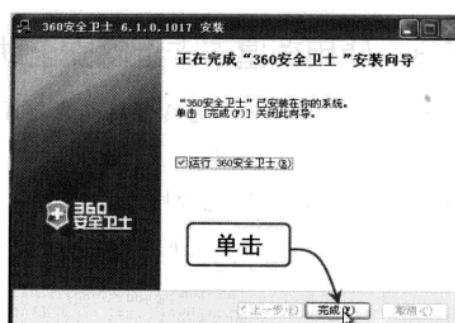 360安全卫士 6.1.0.1017 安装
正在完成“360安全卫士”安装向导
“360安全卫士”已安装在你的系统。
单击 [完成(F)] 关闭此向导。
运行 360安全卫士(R)
360
安全卫士
单击
<上一步(P) 完成(F) 取消(C)